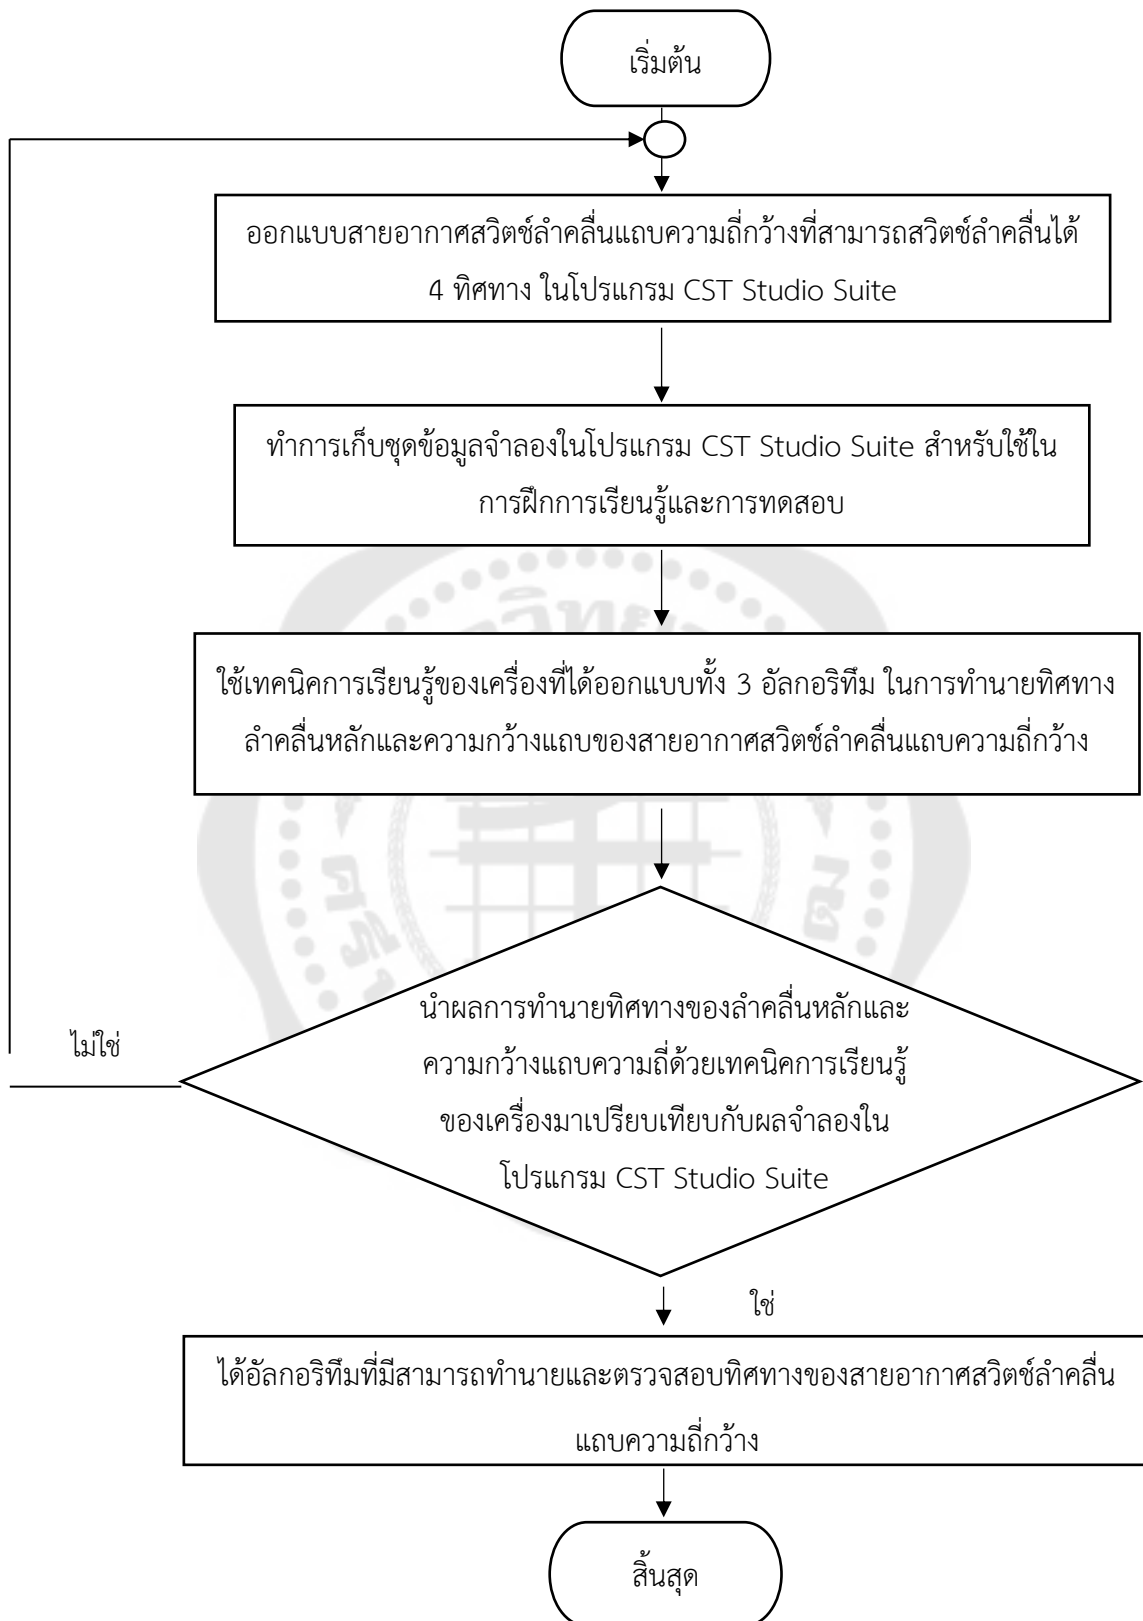 เริ่มต้น
ออกแบบสายอากาศสวิตช์ลำคลื่นแถบความถี่กว้างที่สามารถสวิตช์ลำคลื่นได้
4 ทิศทาง ในโปรแกรม CST Studio Suite
ทำการเก็บชุดข้อมูลจำลองในโปรแกรม CST Studio Suite สำหรับใช้ใน
การฝึกการเรียนรู้และการทดสอบ
ใช้เทคนิคการเรียนรู้ของเครื่องที่ได้ออกแบบทั้ง 3 อัลกอริทึม ในการทำนายทิศทาง
ลำคลื่นหลักและความกว้างแถบของสายอากาศสวิตช์ลำคลื่นแถบความถี่กว้าง
นำผลการทำนายทิศทางของลำคลื่นหลักและ
ความกว้างแถบความถี่ด้วยเทคนิคการเรียนรู้
ของเครื่องมาเปรียบเทียบกับผลจำลองใน
โปรแกรม CST Studio Suite
ไม่ใช่
ใช่
ได้อัลกอริทึมที่มีสามารถทำนายและตรวจสอบทิศทางของสายอากาศสวิตช์ลำคลื่น
แถบความถี่กว้าง
สิ้นสุด